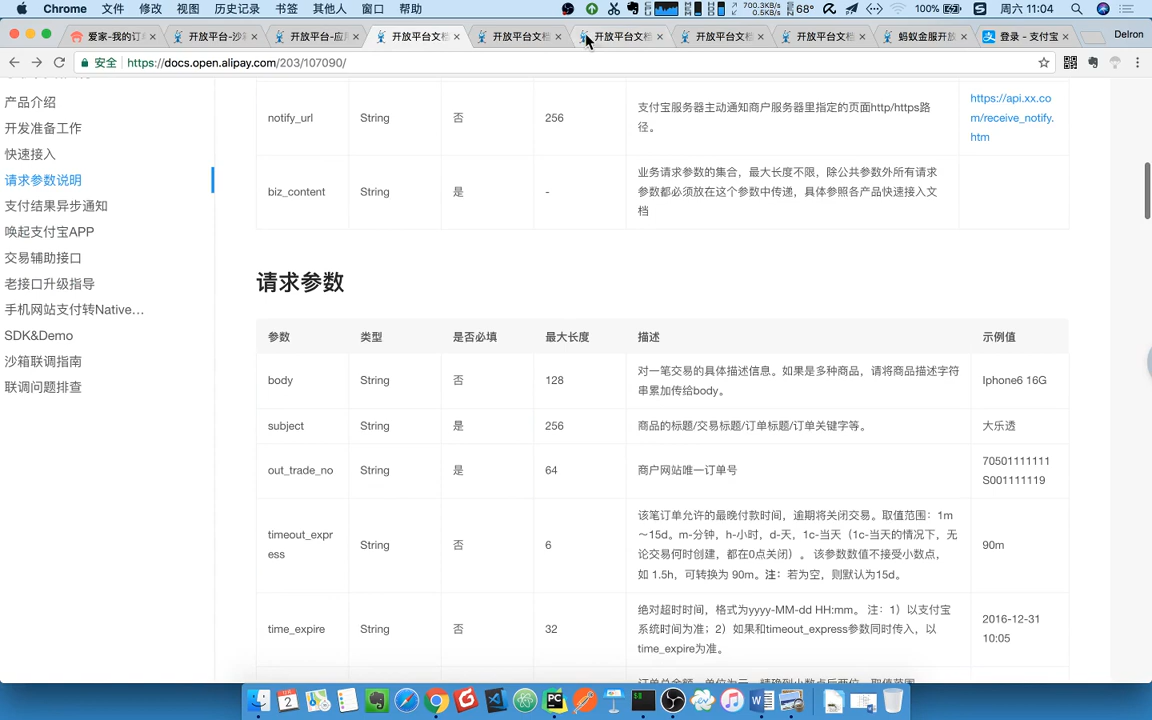 Chrome 文件 修改 视图 历史记录 书签 其他人 窗口 帮助 700.3KB/s 0.5KB/s 68° 100% 周六 11:04
爱家-我的订 开放平台-沙 开放平台-应 开放平台文档 开放平台文档 开放平台文档 开放平台文档 开放平台文档 蚂蚁金服开放 登录 - 支付宝 Delron
安全 https://docs.open.alipay.com/203/107090/
产品介绍
开发准备工作
快速接入
请求参数说明
支付结果异步通知
唤起支付宝APP
交易辅助接口
老接口升级指导
手机网站支付转Native…
SDK&Demo
沙箱联调指南
联调问题排查
notify_url String 否 256 支付宝服务器主动通知商户服务器里指定的页面http/https路
径。
https://api.xx.co
m/receive_notify.
htm
biz_content String 是 - 业务请求参数的集合，最大长度不限，除公共参数外所有请求
参数都必须放在这个参数中传递，具体参照各产品快速接入文
档
请求参数
参数 类型 是否必填 最大长度 描述 示例值
body String 否 128 对一笔交易的具体描述信息。如果是多种商品，请将商品描述字符
串累加传给body。
Iphone6 16G
subject String 是 256 商品的标题/交易标题/订单标题/订单关键字等。 大乐透
out_trade_no String 是 64 商户网站唯一订单号
70501111111
S001111119
timeout_expr
ess
String 否 6
该笔订单允许的最晚付款时间，逾期将关闭交易。取值范围：1m
～15d。m-分钟，h-小时，d-天，1c-当天（1c-当天的情况下，无
论交易何时创建，都在0点关闭）。 该参数数值不接受小数点，
如 1.5h，可转换为 90m。注：若为空，则默认为15d。
90m
time_expire String 否 32
绝对超时时间，格式为yyyy-MM-dd HH:mm。 注：1）以支付宝
系统时间为准；2）如果和timeout_express参数同时传入，以
time_expire为准。
2016-12-31
10:05
订单总金额，单位为元，精确到小数点后两位，取值范围